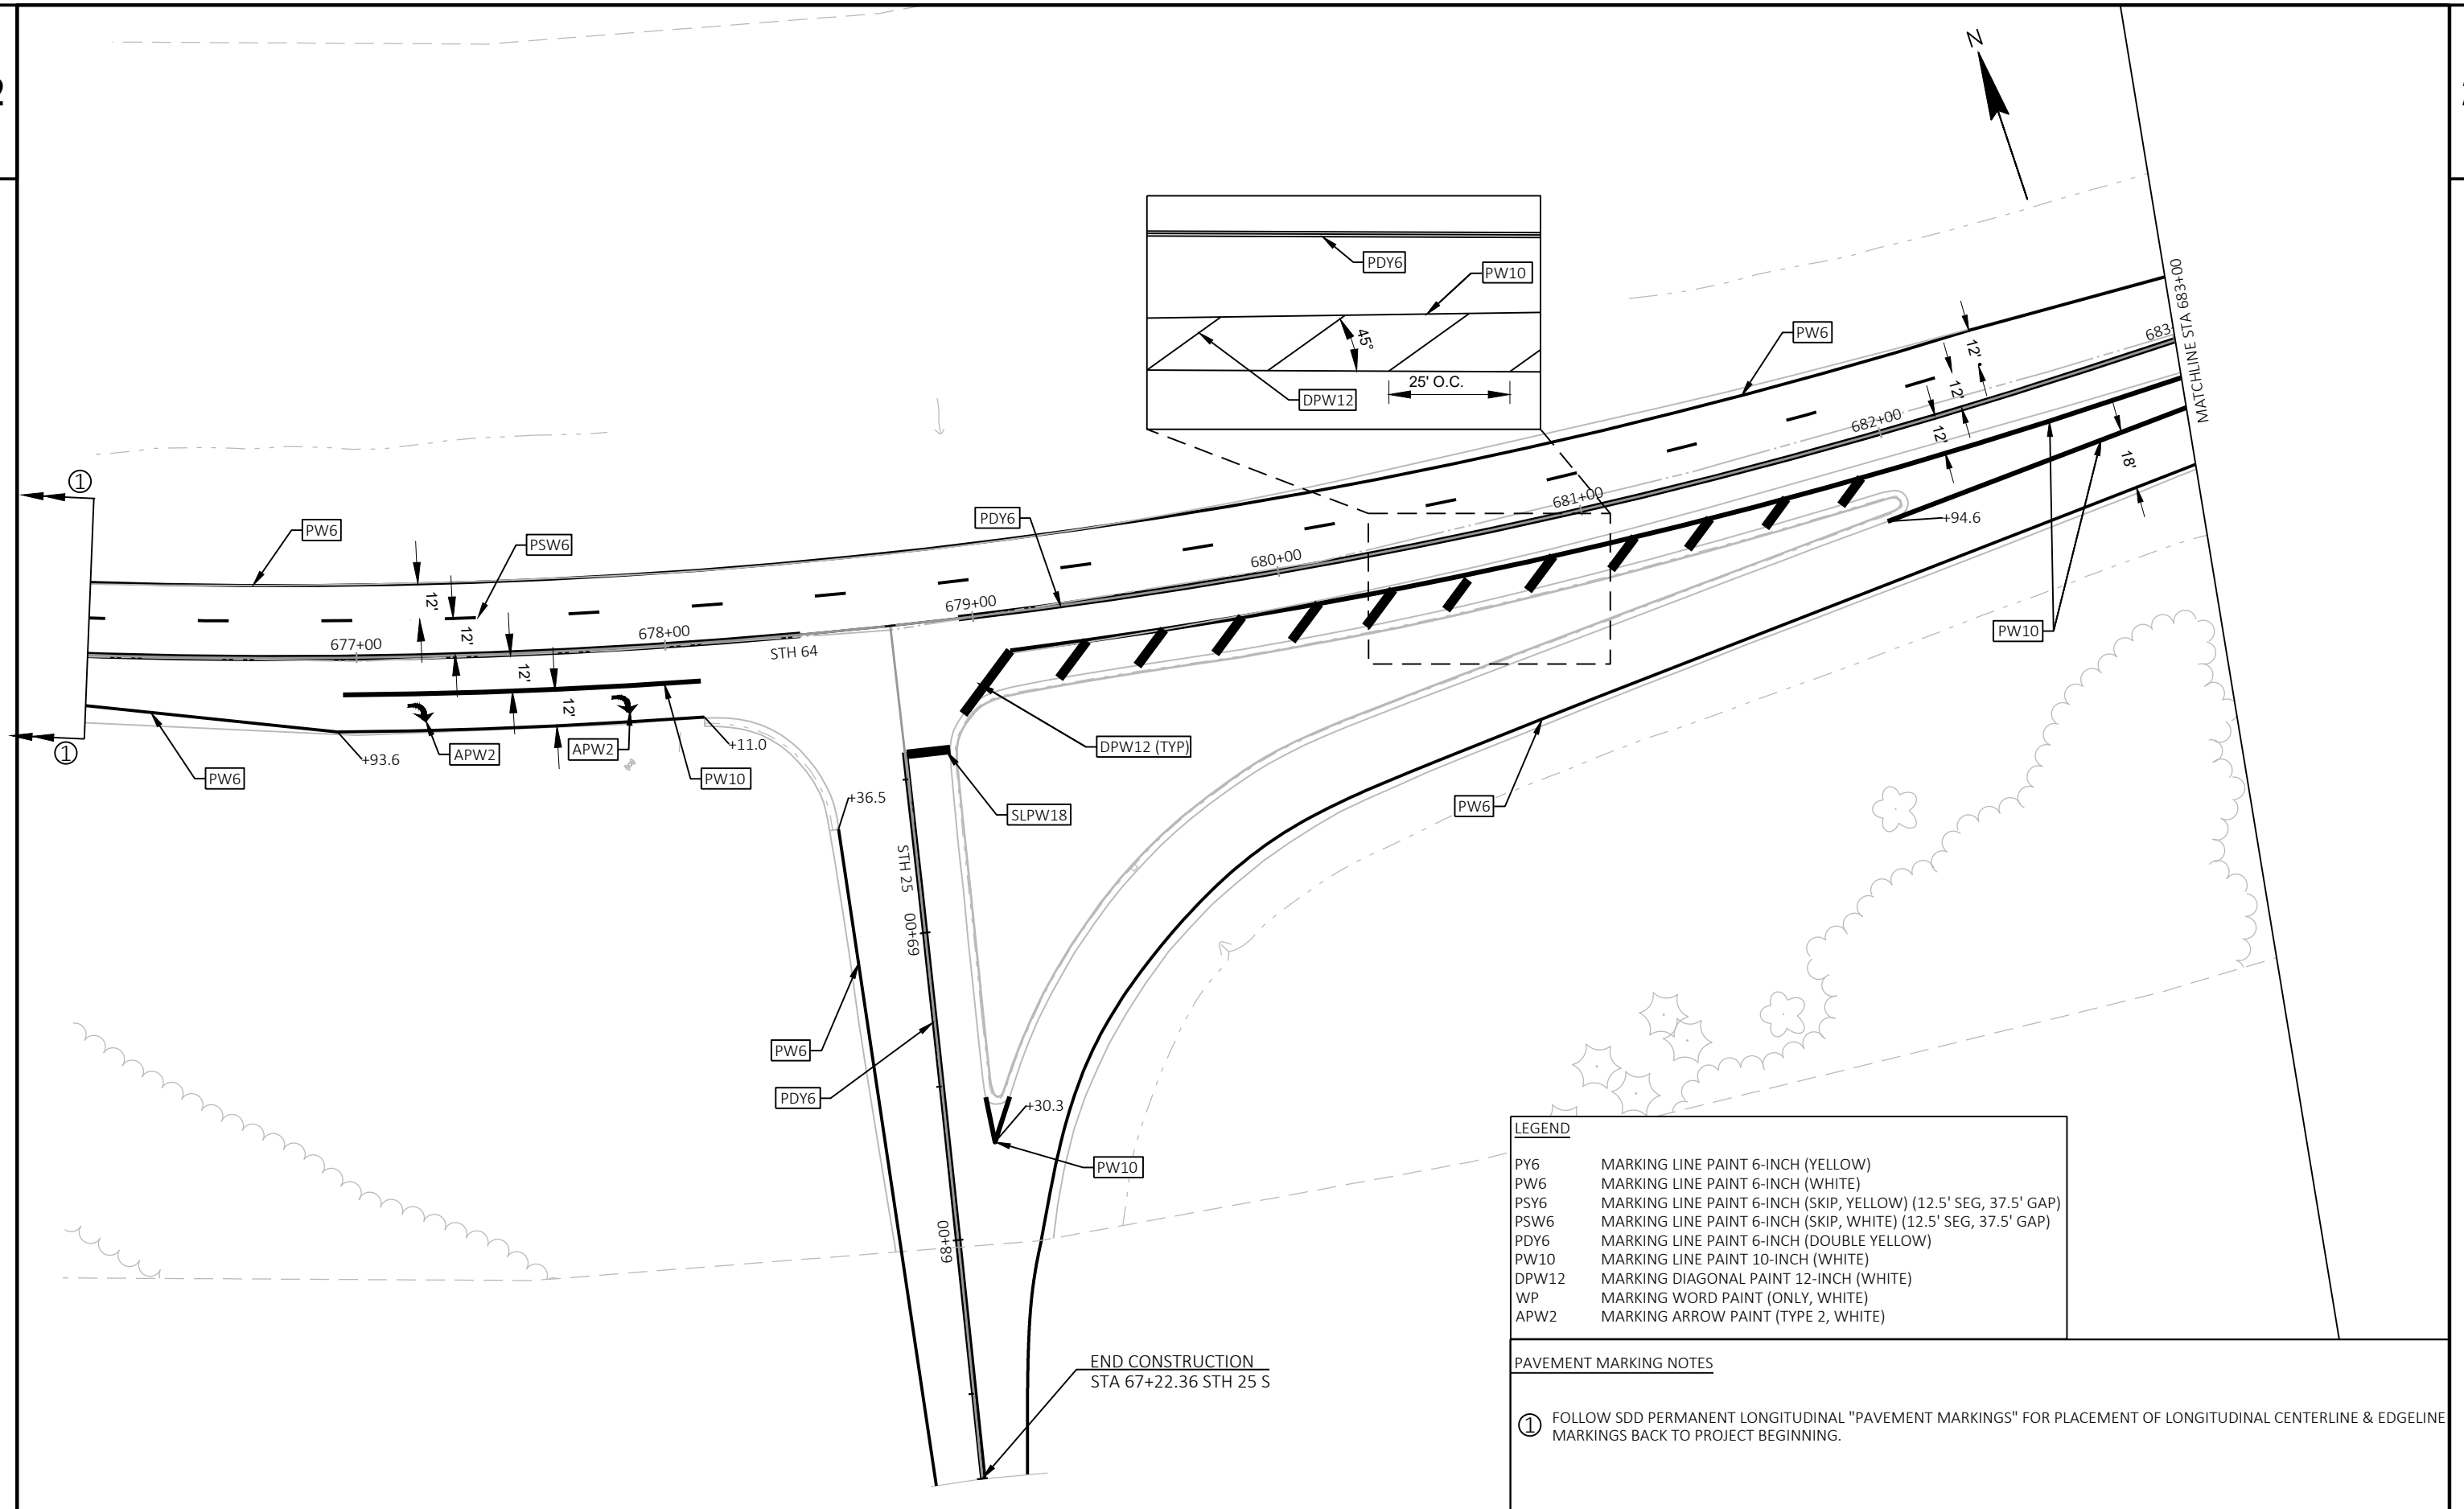 N
PDY6
PW10
45°
25' O.C.
DPW12
PW6
12'
12'
12'
683
MATCHLINE STA 683+00
682+00
18'
681+00
680+00
679+00
+94.6
PW10
1
PW6
PSW6
PDY6
12'
12'
12'
12'
677+00
678+00
STH 64
1
PW6
+93.6
APW2
APW2
+11.0
PW10
DPW12 (TYP)
+36.5
SLPW18
PW6
STH 25
69+00
PW6
PDY6
+30.3
PW10
68+00
END CONSTRUCTION
STA 67+22.36 STH 25 S
LEGEND
PY6 MARKING LINE PAINT 6-INCH (YELLOW)
PW6 MARKING LINE PAINT 6-INCH (WHITE)
PSY6 MARKING LINE PAINT 6-INCH (SKIP, YELLOW) (12.5' SEG, 37.5' GAP)
PSW6 MARKING LINE PAINT 6-INCH (SKIP, WHITE) (12.5' SEG, 37.5' GAP)
PDY6 MARKING LINE PAINT 6-INCH (DOUBLE YELLOW)
PW10 MARKING LINE PAINT 10-INCH (WHITE)
DPW12 MARKING DIAGONAL PAINT 12-INCH (WHITE)
WP MARKING WORD PAINT (ONLY, WHITE)
APW2 MARKING ARROW PAINT (TYPE 2, WHITE)
PAVEMENT MARKING NOTES
1 FOLLOW SDD PERMANENT LONGITUDINAL "PAVEMENT MARKINGS" FOR PLACEMENT OF LONGITUDINAL CENTERLINE & EDGELINE
MARKINGS BACK TO PROJECT BEGINNING.